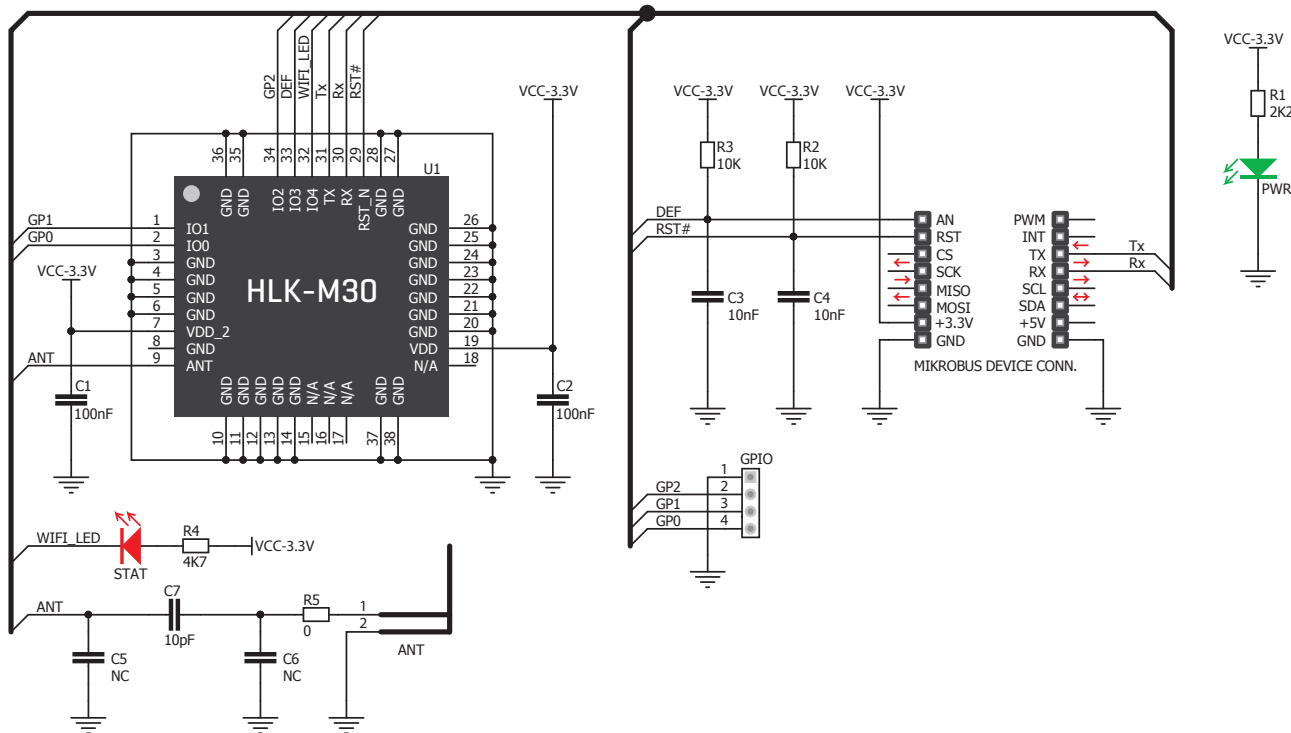 GP2
DEF
WIFI_LED
Tx
Rx
RST#
VCC-3.3V
VCC-3.3V
VCC-3.3V
VCC-3.3V
VCC-3.3V
R1
2K2
PWR
R3
10K
R2
10K
36
35
34
33
32
31
30
29
28
27
U1
GND
GND
IO2
IO3
IO4
TX
RX
RST_N
GND
GND
GP1
1
IO1
GP0
2
IO0
3
GND
4
GND
5
GND
6
GND
VCC-3.3V
7
VDD_2
8
GND
ANT
9
ANT
HLK-M30
GND
26
GND
25
GND
24
GND
23
GND
22
GND
21
GND
20
VDD
19
N/A
18
GND
GND
GND
GND
GND
N/A
N/A
N/A
GND
GND
10
11
12
13
14
15
16
17
37
38
C1
100nF
C2
100nF
DEF
RST#
C3
10nF
C4
10nF
AN
RST
CS
SCK
MISO
MOSI
+3.3V
GND
PWM
INT
TX
RX
SCL
SDA
+5V
GND
Tx
Rx
MIKROBUS DEVICE CONN.
GPIO
1
GP2
2
GP1
3
GP0
4
WIFI_LED
STAT
R4
4K7
VCC-3.3V
ANT
C7
10pF
R5
0
1
2
ANT
C5
NC
C6
NC